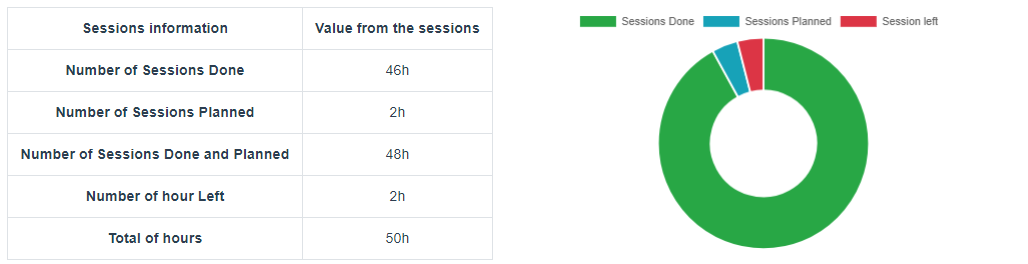 Sessions information Value from the sessions
Number of Sessions Done 46h
Number of Sessions Planned 2h
Number of Sessions Done and Planned 48h
Number of hour Left 2h
Total of hours 50h
Sessions Done Sessions Planned Session left